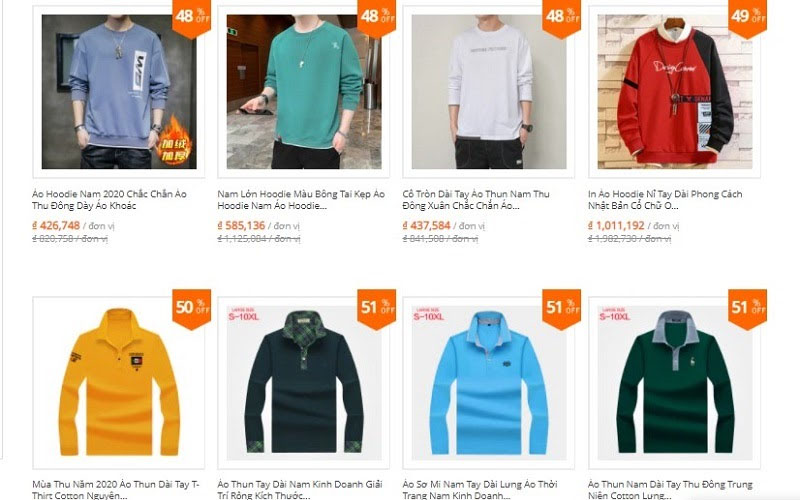 48 % OFF
48 % OFF
48 % OFF
49 % OFF
加绒
加厚
Áo Hoodie Nam 2020 Chắc Chắn Áo
Thu Đông Dày Áo Khoác
₫ 426,748 / đơn vị
₫ 820,758 / đơn vị
Nam Lớn Hoodie Màu Bông Tai Kẹp Áo
Hoodie Nam Áo Hoodie...
₫ 585,136 / đơn vị
₫ 1,125,084 / đơn vị
Cổ Tròn Dài Tay Áo Thun Nam Thu
Đông Xuân Chắc Chắn Áo...
₫ 437,584 / đơn vị
₫ 841,508 / đơn vị
In Áo Hoodie Nỉ Tay Dài Phong Cách
Nhật Bản Cổ Chữ O...
₫ 1,011,192 / đơn vị
₫ 1,982,730 / đơn vị
50 % OFF
51 % OFF
51 % OFF
51 % OFF
LARGE SIZE
S-10XL
LARGE SIZE
S-10XL
LARGE SIZE
S-10XL
Mùa Thu Năm 2020 Áo Thun Dài Tay T-
Thirt Cotton Nguyên...
Áo Thun Tay Dài Nam Kinh Doanh Giải
Trí Rộng Kích Thước...
Áo Sơ Mi Nam Tay Dài Lưng Áo Thời
Trang Nam Kinh Doanh...
Áo Thun Nam Dài Tay Thu Đông Trung
Niên Cotton Lưng...